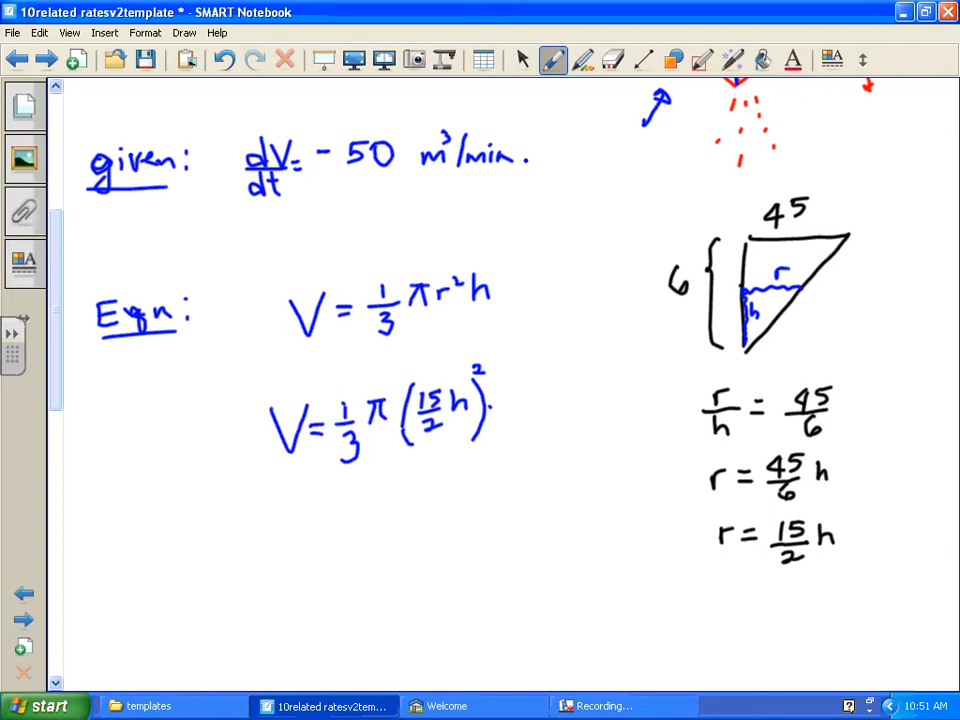 10related ratesv2template * - SMART Notebook
File Edit View Insert Format Draw Help
given: dV/dt = - 50 m³/min.
45
6
r
h
Eqn: V = 1/3 πr²h
V = 1/3 π (15/2 h)² ·
r/h = 45/6
r = 45/6 h
r = 15/2 h
start templates 10related ratesv2tem... Welcome Recording... 10:51 AM